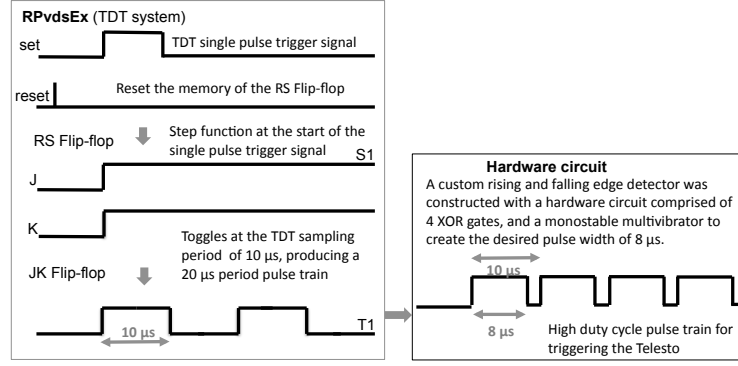 RPvdsEx (TDT system)
set
TDT single pulse trigger signal
reset
Reset the memory of the RS Flip-flop
RS Flip-flop
Step function at the start of the
single pulse trigger signal
S1
J
K
Toggles at the TDT sampling
period of 10 μs, producing a
20 μs period pulse train
JK Flip-flop
T1
10 μs
Hardware circuit
A custom rising and falling edge detector was
constructed with a hardware circuit comprised of
4 XOR gates, and a monostable multivibrator to
create the desired pulse width of 8 μs.
10 μs
8 μs
High duty cycle pulse train for
triggering the Telesto